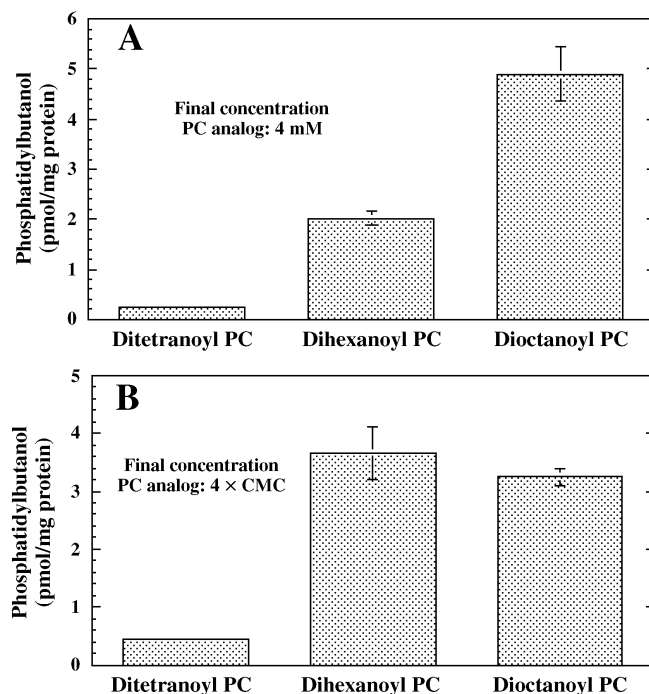 A
Phosphatidylbutanol
(pmol/mg protein)
6
5
4
3
2
1
0
Final concentration
PC analog: 4 mM
Ditetranoyl PC Dihexanoyl PC Dioctanoyl PC
B
Phosphatidylbutanol
(pmol/mg protein)
5
4
3
2
1
0
Final concentration
PC analog: 4 × CMC
Ditetranoyl PC Dihexanoyl PC Dioctanoyl PC